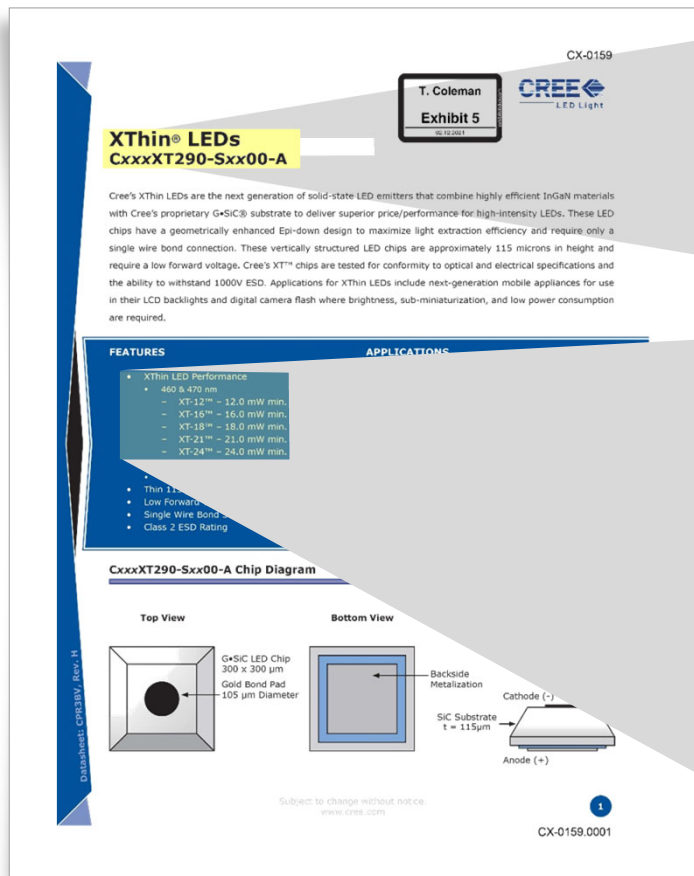 CX-0159
T. Coleman
Exhibit 5
02.12.2021
CREE
LED Light
XThin® LEDs
CxxxXT290-Sxx00-A
Cree's XThin LEDs are the next generation of solid-state LED emitters that combine highly efficient InGaN materials
with Cree's proprietary G•SiC® substrate to deliver superior price/performance for high-intensity LEDs. These LED
chips have a geometrically enhanced Epi-down design to maximize light extraction efficiency and require only a
single wire bond connection. These vertically structured LED chips are approximately 115 microns in height and
require a low forward voltage. Cree's XT™ chips are tested for conformity to optical and electrical specifications and
the ability to withstand 1000V ESD. Applications for XThin LEDs include next-generation mobile appliances for use
in their LCD backlights and digital camera flash where brightness, sub-miniaturization, and low power consumption
are required.
FEATURES
APPLICATIONS
• XThin LED Performance
• 460 & 470 nm
– XT-12™ – 12.0 mW min.
– XT-16™ – 16.0 mW min.
– XT-18™ – 18.0 mW min.
– XT-21™ – 21.0 mW min.
– XT-24™ – 24.0 mW min.
• Thin
• Low Forward
• Single Wire Bond
• Class 2 ESD Rating
CxxxXT290-Sxx00-A Chip Diagram
Top View
Bottom View
G•SiC LED Chip
300 x 300 µm
Gold Bond Pad
105 µm Diameter
Backside
Metalization
Cathode (-)
SiC Substrate
t = 115µm
Anode (+)
Datasheet: CPR3BV, Rev. H
Subject to change without notice.
www.cree.com
1
CX-0159.0001